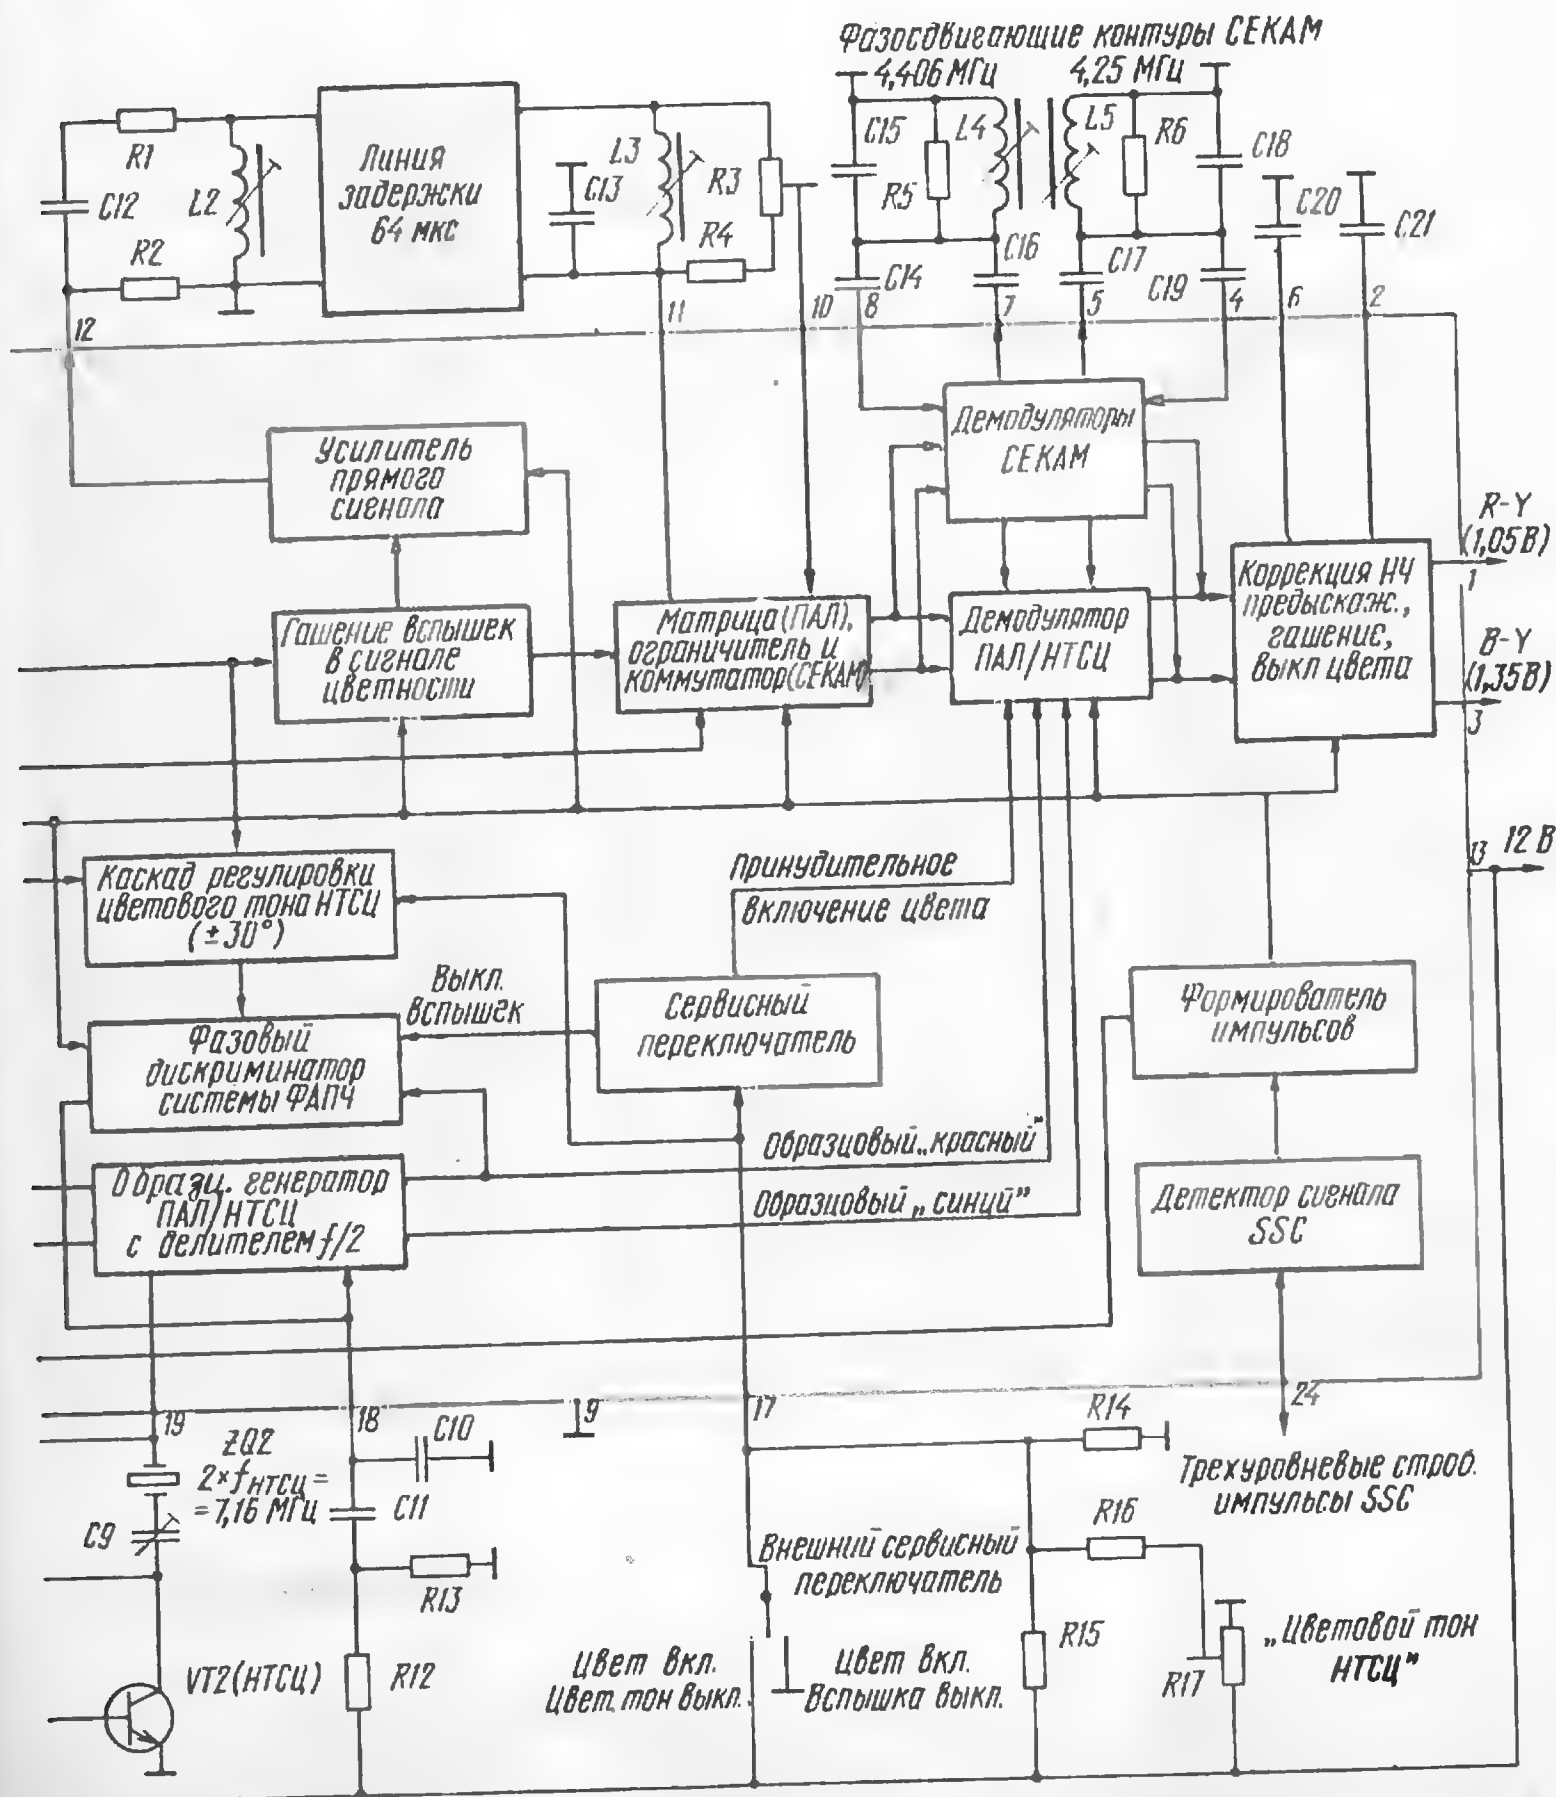 Фазосдвигающие контуры СЕКАМ
4,406 МГц
4,25 МГц
R1
C12
L2
R2
Линия
задержки
64 мкс
C13
L3
R3
R4
C15
R5
L4
L5
R6
C18
C20
C21
C14
C16
C17
C19
12
11
10
8
7
5
4
6
2
Усилитель
прямого
сигнала
Демодуляторы
СЕКАМ
R-Y
(1,05В)
1
Гашение вспышек
в сигнале
цветности
Матрица (ПАЛ),
ограничитель и
коммутатор(СЕКАМ)
Демодулятор
ПАЛ/НТСЦ
Коррекция НЧ
предыскаж.,
гашение,
выкл цвета
B-Y
(1,35В)
3
13
12 В
Каскад регулировки
цветового тона НТСЦ
(±30°)
Принудительное
включение цвета
Выкл.
вспышек
Фазовый
дискриминатор
системы ФАПЧ
Сервисный
переключатель
Формирователь
импульсов
Образцовый „красный”
Образц. генератор
ПАЛ/НТСЦ
с делителем f/2
Образцовый „синий”
Детектор сигнала
SSC
19
18
9
17
24
ZQ2
2×fНТСЦ =
=7,16 МГц
C9
C10
C11
R13
R14
Трехуровневые строб.
импульсы SSC
R16
Внешний сервисный
переключатель
R15
R17
„Цветовой тон
НТСЦ”
VT2(НТСЦ)
R12
Цвет вкл.
Цвет. тон выкл.
Цвет вкл.
Вспышка выкл.